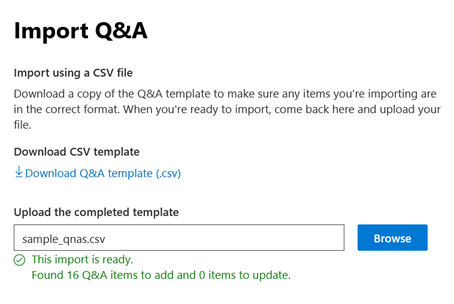 Import Q&A
Import using a CSV file
Download a copy of the Q&A template to make sure any items you're importing are
in the correct format. When you're ready to import, come back here and upload your
file.
Download CSV template
Download Q&A template (.csv)
Upload the completed template
sample_qnas.csv
Browse
This import is ready.
Found 16 Q&A items to add and 0 items to update.